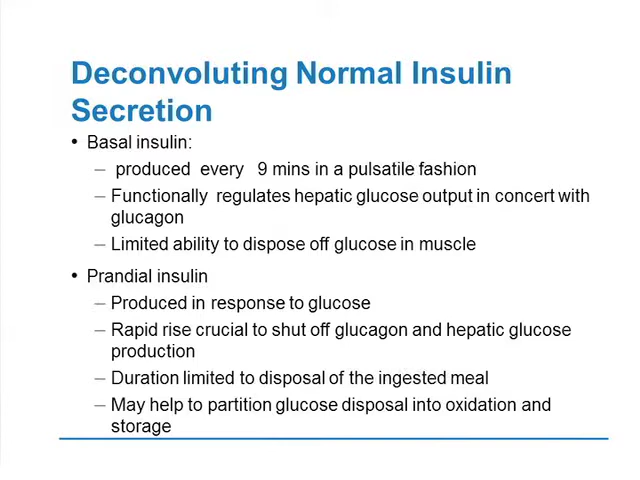 Deconvoluting Normal Insulin
Secretion
• Basal insulin:
– produced every 9 mins in a pulsatile fashion
– Functionally regulates hepatic glucose output in concert with
glucagon
– Limited ability to dispose off glucose in muscle
• Prandial insulin
– Produced in response to glucose
– Rapid rise crucial to shut off glucagon and hepatic glucose
production
– Duration limited to disposal of the ingested meal
– May help to partition glucose disposal into oxidation and
storage